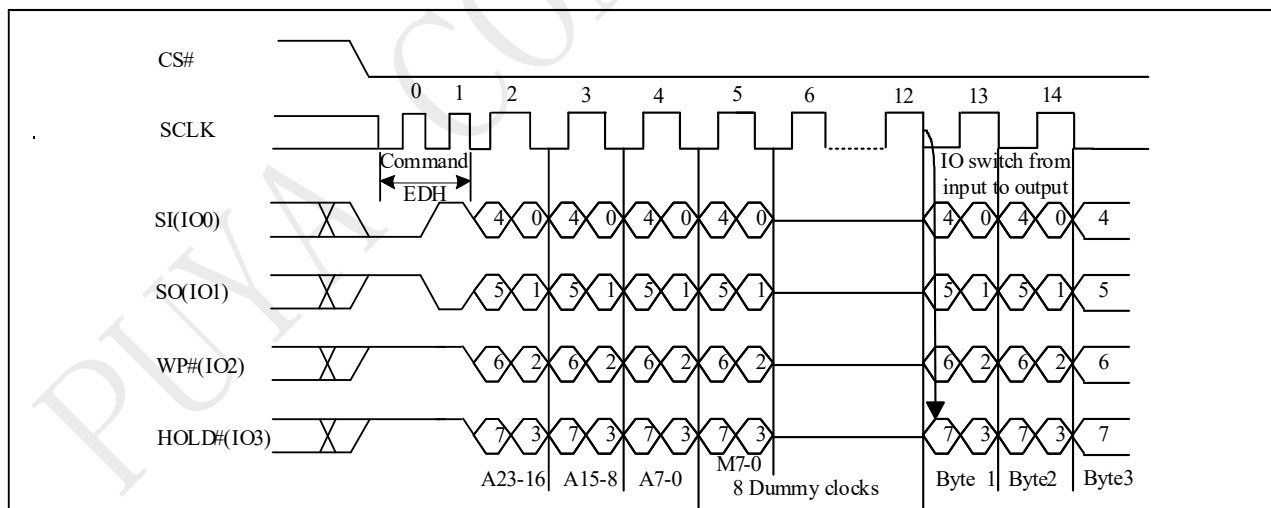 PUYA CON
CS#
0 1 2 3 4 5 6 12 13 14
SCLK
Command
EDH
IO switch from
input to output
SI(IO0) 4 0 4 0 4 0 4 0 4 0 4 0 4
SO(IO1) 5 1 5 1 5 1 5 1 5 1 5 1 5
WP#(IO2) 6 2 6 2 6 2 6 2 6 2 6 2 6
HOLD#(IO3) 7 3 7 3 7 3 7 3 7 3 7 3 7
A23-16 A15-8 A7-0 M7-0 Byte 1 Byte2 Byte3
8 Dummy clocks